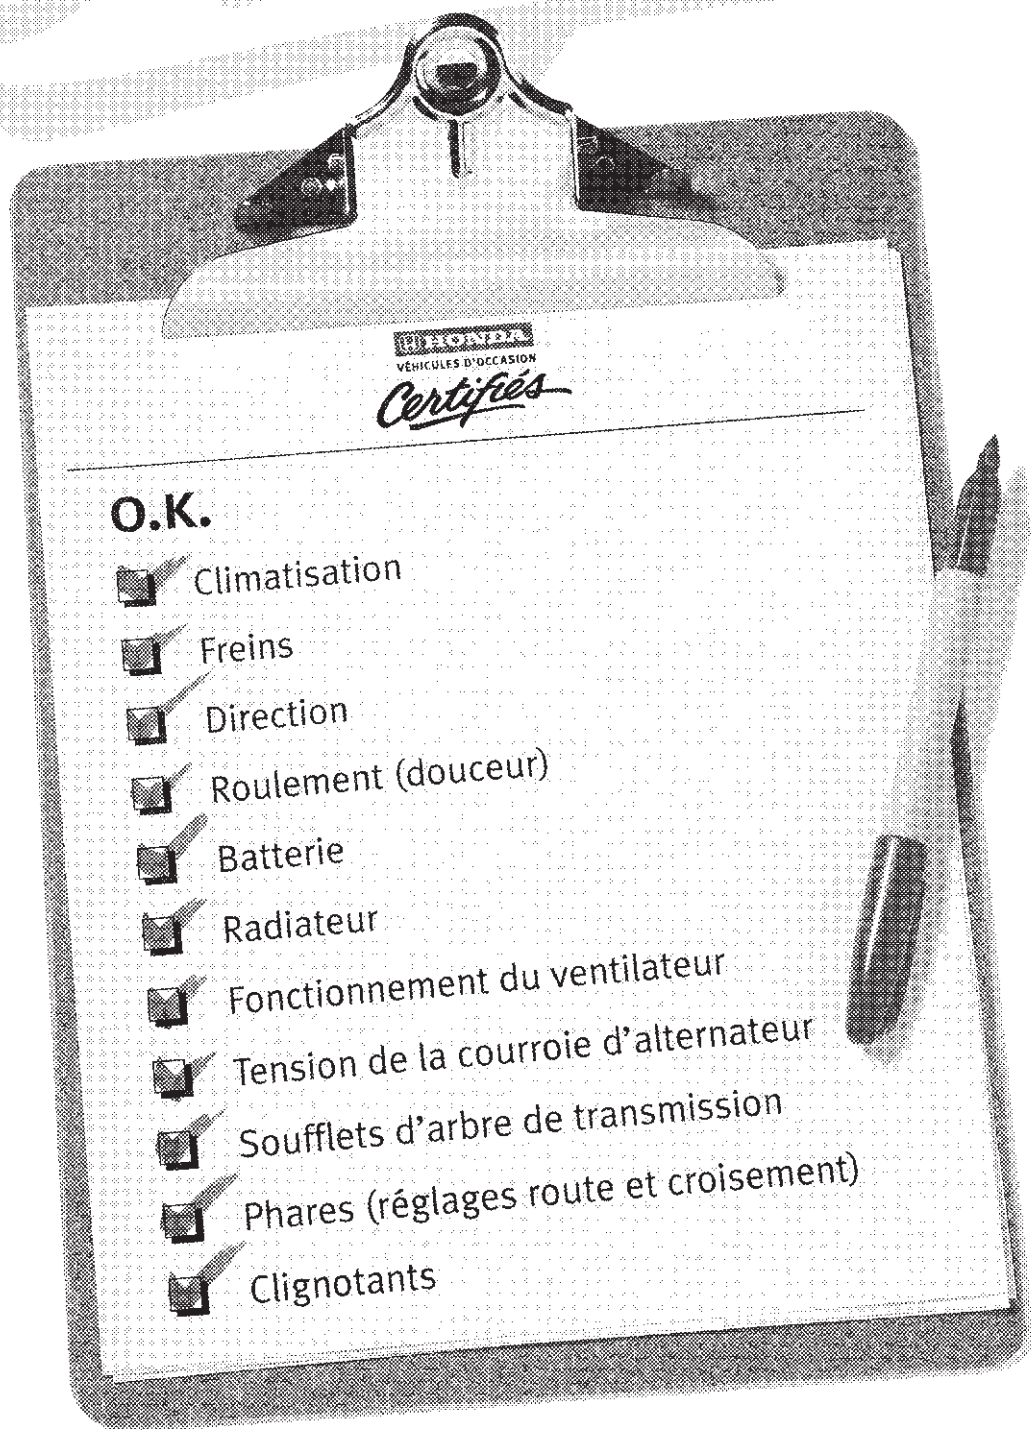 HONDA
VÉHICULES D'OCCASION
Certifiés
O.K.
Climatisation
Freins
Direction
Roulement (douceur)
Batterie
Radiateur
Fonctionnement du ventilateur
Tension de la courroie d'alternateur
Soufflets d'arbre de transmission
Phares (réglages route et croisement)
Clignotants